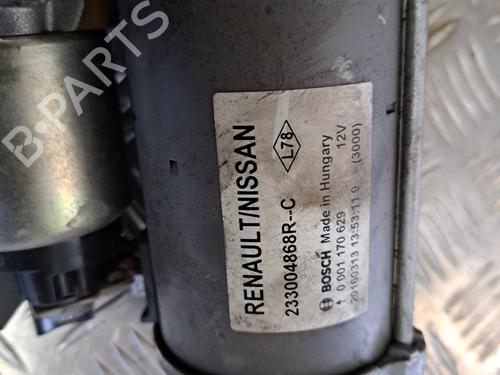 B-PARTS
RENAULT/NISSAN
L78
233004868R--C
12V
(3000)
BOSCH Made in Hungary
0 001 170 629
20160313 13:53:11 0